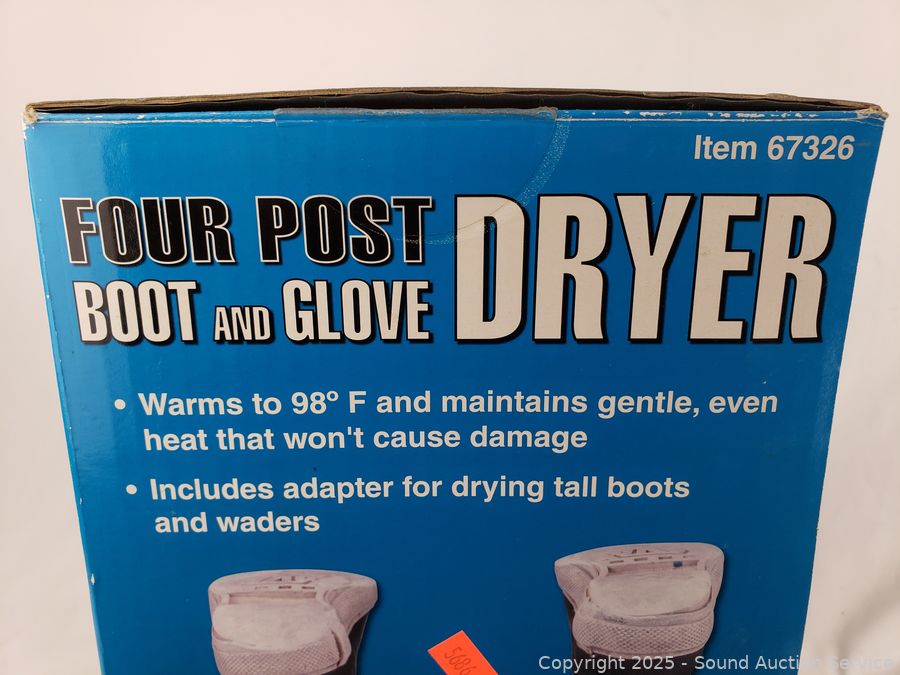 Item 67326
FOUR POST
BOOT AND GLOVE DRYER
• Warms to 98° F and maintains gentle, even
heat that won't cause damage
• Includes adapter for drying tall boots
and waders
Copyright 2025 - Sound Auction Service